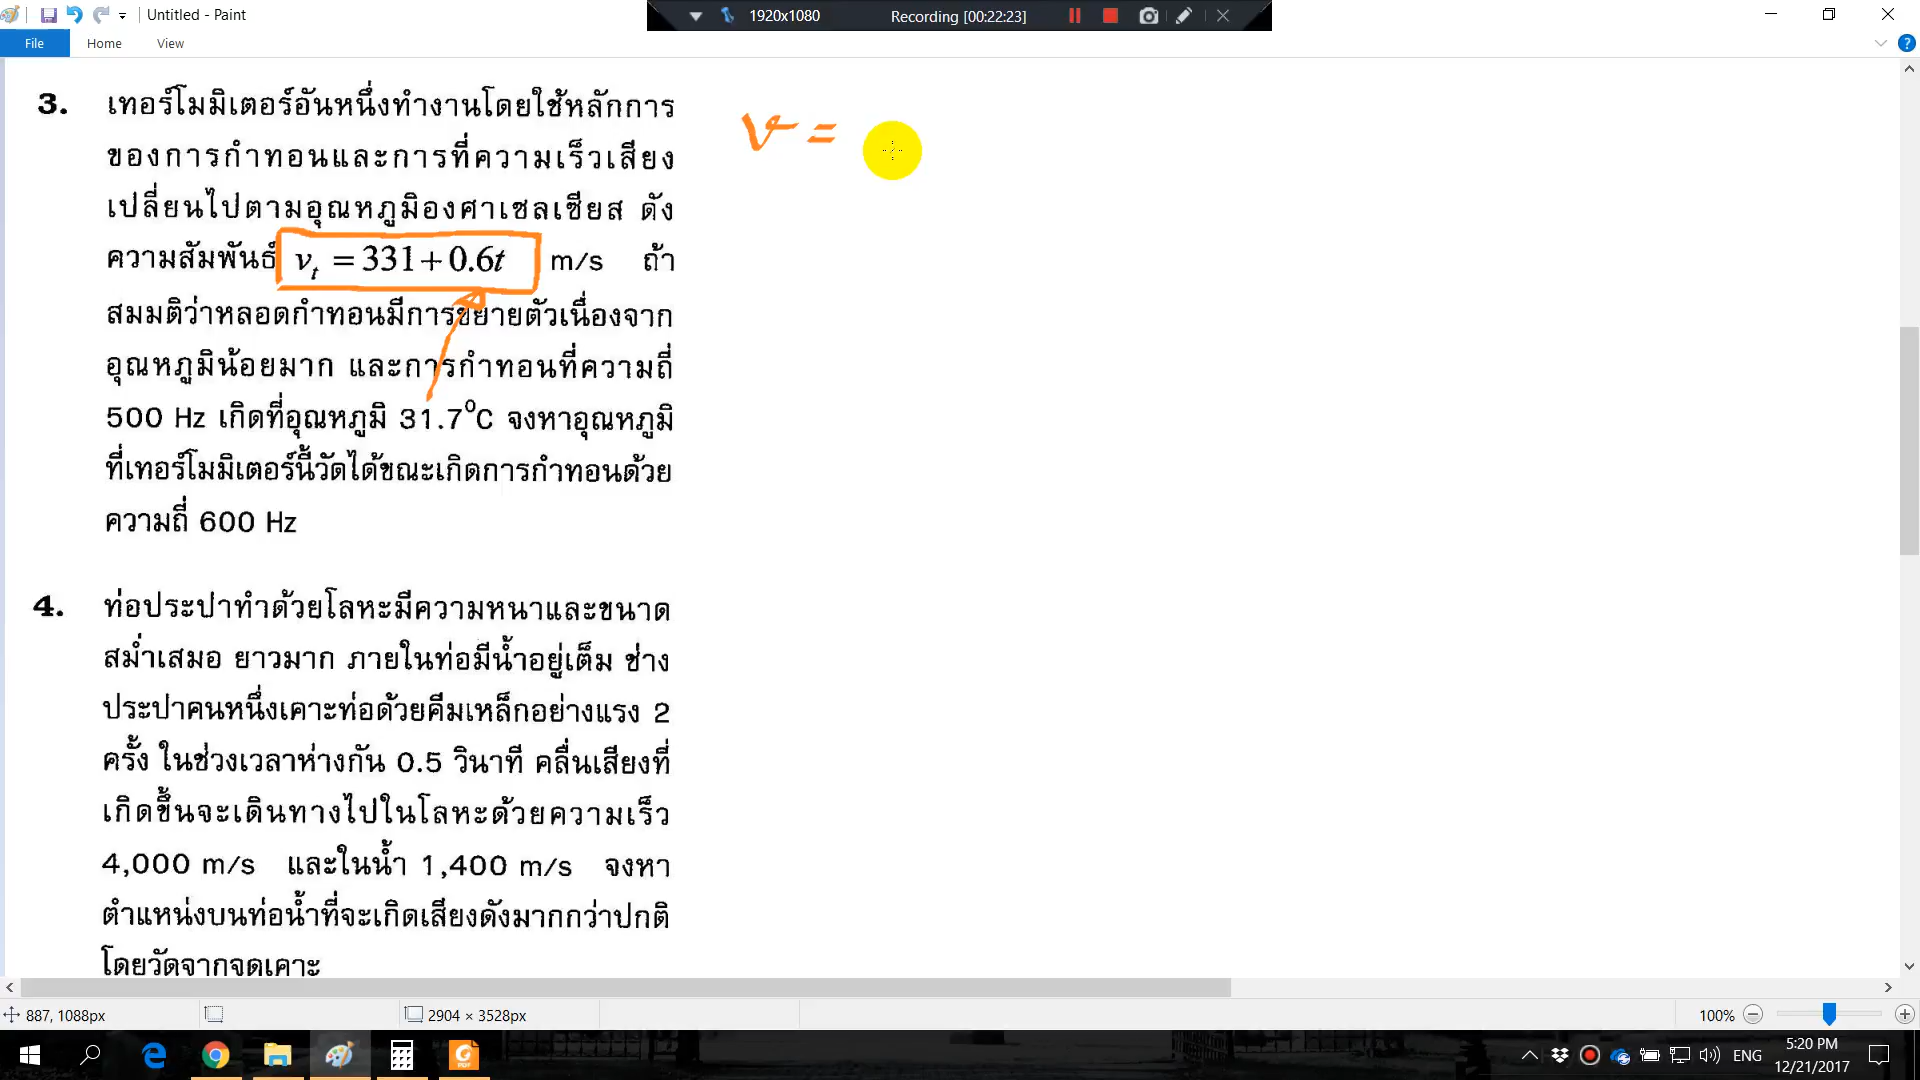 Untitled - Paint
1920x1080
Recording [00:22:23]
File Home View
3. เทอร์โมมิเตอร์อันหนึ่งทำงานโดยใช้หลักการ
ของการกำทอนและการที่ความเร็วเสียง
เปลี่ยนไปตามอุณหภูมิองศาเซลเซียส ดัง
ความสัมพันธ์ vₜ = 331+0.6t m/s ถ้า
สมมติว่าหลอดกำทอนมีการขยายตัวเนื่องจาก
อุณหภูมิน้อยมาก และการกำทอนที่ความถี่
500 Hz เกิดที่อุณหภูมิ 31.7⁰C จงหาอุณหภูมิ
ที่เทอร์โมมิเตอร์นี้วัดได้ขณะเกิดการกำทอนด้วย
ความถี่ 600 Hz
v =
4. ท่อประปาทำด้วยโลหะมีความหนาและขนาด
สม่ำเสมอ ยาวมาก ภายในท่อมีน้ำอยู่เต็ม ช่าง
ประปาคนหนึ่งเคาะท่อด้วยคีมเหล็กอย่างแรง 2
ครั้ง ในช่วงเวลาห่างกัน 0.5 วินาที คลื่นเสียงที่
เกิดขึ้นจะเดินทางไปในโลหะด้วยความเร็ว
4,000 m/s และในน้ำ 1,400 m/s จงหา
ตำแหน่งบนท่อน้ำที่จะเกิดเสียงดังมากกว่าปกติ
โดยวัดจากจุดเคาะ
887, 1088px
2904 × 3528px
100%
ENG
5:20 PM
12/21/2017